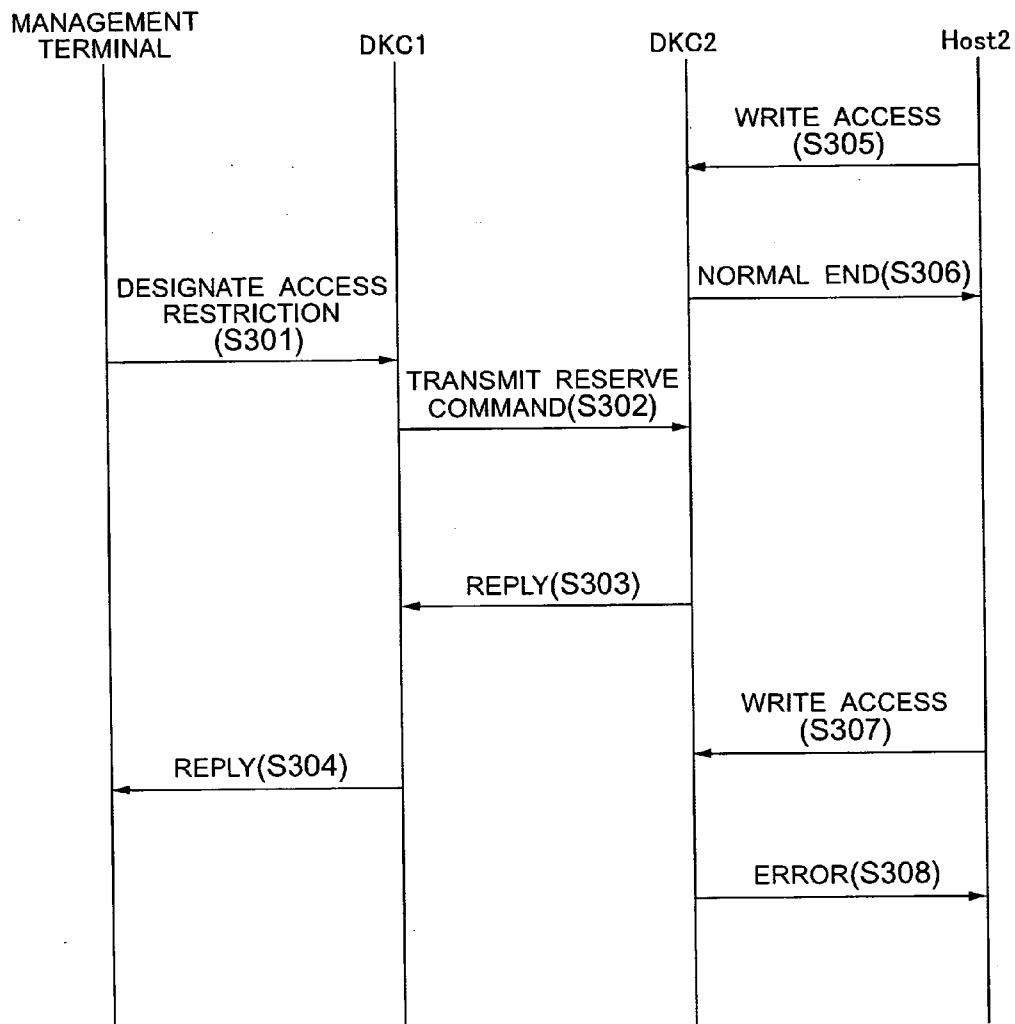 MANAGEMENT
TERMINAL
DKC1
DKC2
Host2
WRITE ACCESS
(S305)
NORMAL END(S306)
DESIGNATE ACCESS
RESTRICTION
(S301)
TRANSMIT RESERVE
COMMAND(S302)
REPLY(S303)
WRITE ACCESS
(S307)
REPLY(S304)
ERROR(S308)